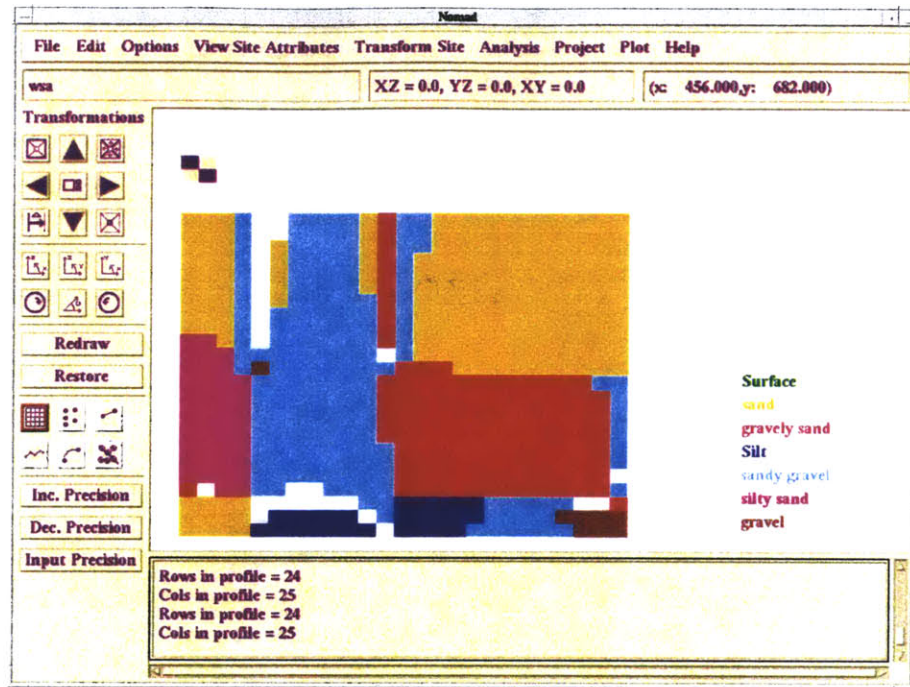 Nomad
File Edit Options View Site Attributes Transform Site Analysis Project Plot Help
wsa XZ = 0.0, YZ = 0.0, XY = 0.0 (x: 456.000,y: 682.000)
Transformations
Redraw
Restore
Inc. Precision
Dec. Precision
Input Precision
Surface
sand
gravely sand
Silt
sandy gravel
silty sand
gravel
Rows in profile = 24
Cols in profile = 25
Rows in profile = 24
Cols in profile = 25